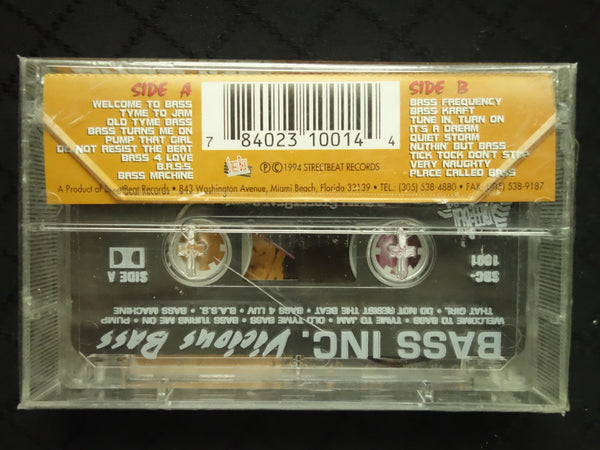 SIDE A
WELCOME TO BASS
TYME TO JAM
OLD TYME BASS
BASS TURNS ME ON
PUMP THAT GIRL
DO NOT RESIST THE BEAT
BASS 4 LOVE
B.A.S.S.
BASS MACHINE
7 84023 10014 4
℗©1994 STREETBEAT RECORDS
SIDE B
BASS FREQUENCY
BASS KRAFT
TUNE IN, TURN ON
IT'S A DREAM
QUIET STORM
NUTHIN' BUT BASS
TICK TOCK DON'T STOP
VERY NAUGHTY
PLACE CALLED BASS
A Product of StreetBeat Records • 843 Washington Avenue, Miami Beach, Florida 32139 • TEL.: (305) 538-4880 • FAX (305) 538-9187
BASS INC. Vicious Bass
WELCOME TO BASS • TYME TO JAM • OLD TYME BASS • BASS TURNS ME ON • PUMP
THAT GIRL • DO NOT RESIST THE BEAT • BASS 4 LUV • B.A.S.S. • BASS MACHINE
SBC-
1001
SIDE A